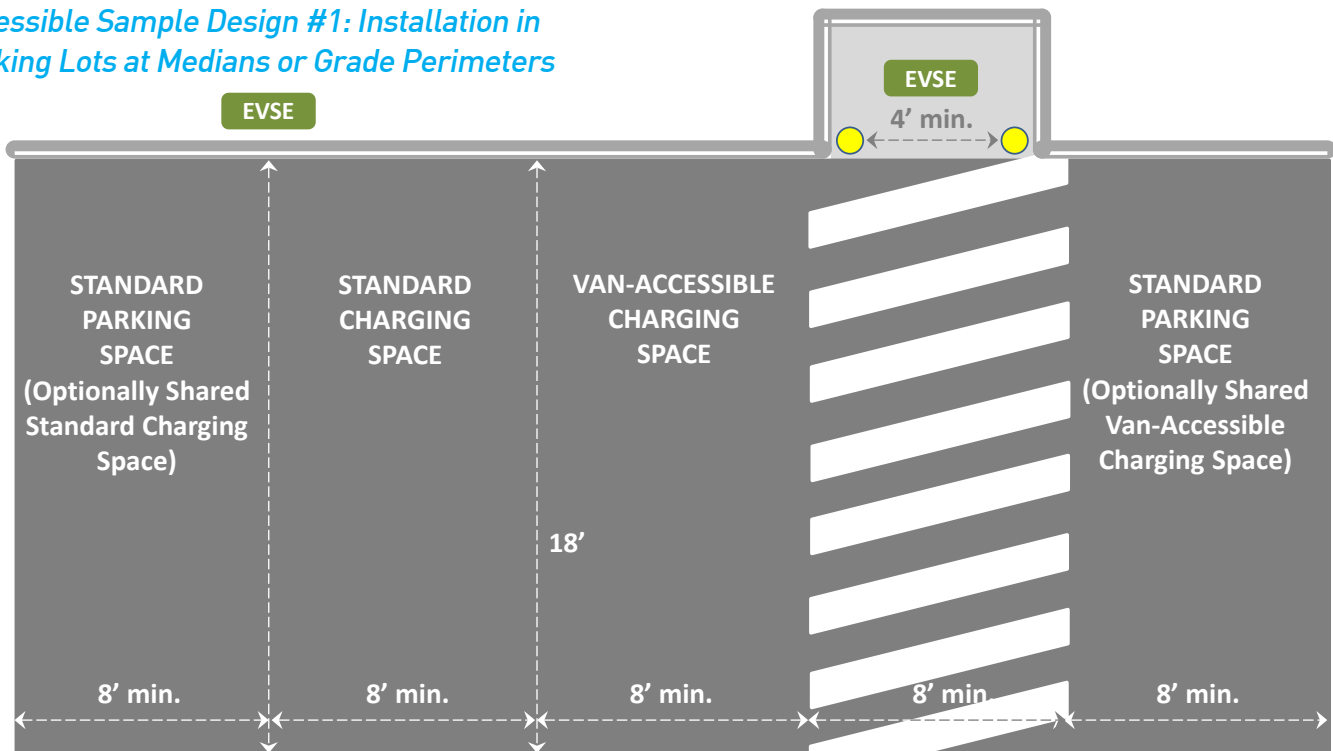 essible Sample Design #1: Installation in
king Lots at Medians or Grade Perimeters
EVSE
EVSE
4’ min.
STANDARD
PARKING
SPACE
(Optionally Shared
Standard Charging
Space)
STANDARD
CHARGING
SPACE
VAN-ACCESSIBLE
CHARGING
SPACE
STANDARD
PARKING
SPACE
(Optionally Shared
Van-Accessible
Charging Space)
18’
8’ min.
8’ min.
8’ min.
8’ min.
8’ min.